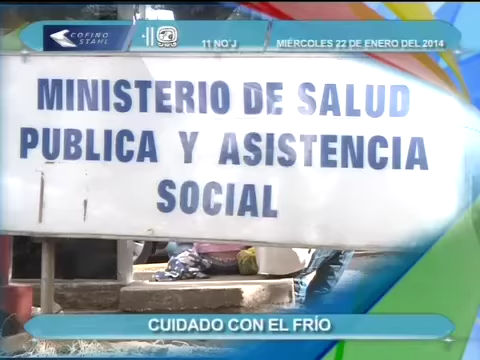 COFIÑO
STAHL
11 NO'J
MIÉRCOLES 22 DE ENERO DEL 2014
MINISTERIO DE SALUD
PUBLICA Y ASISTENCIA
SOCIAL
CUIDADO CON EL FRÍO